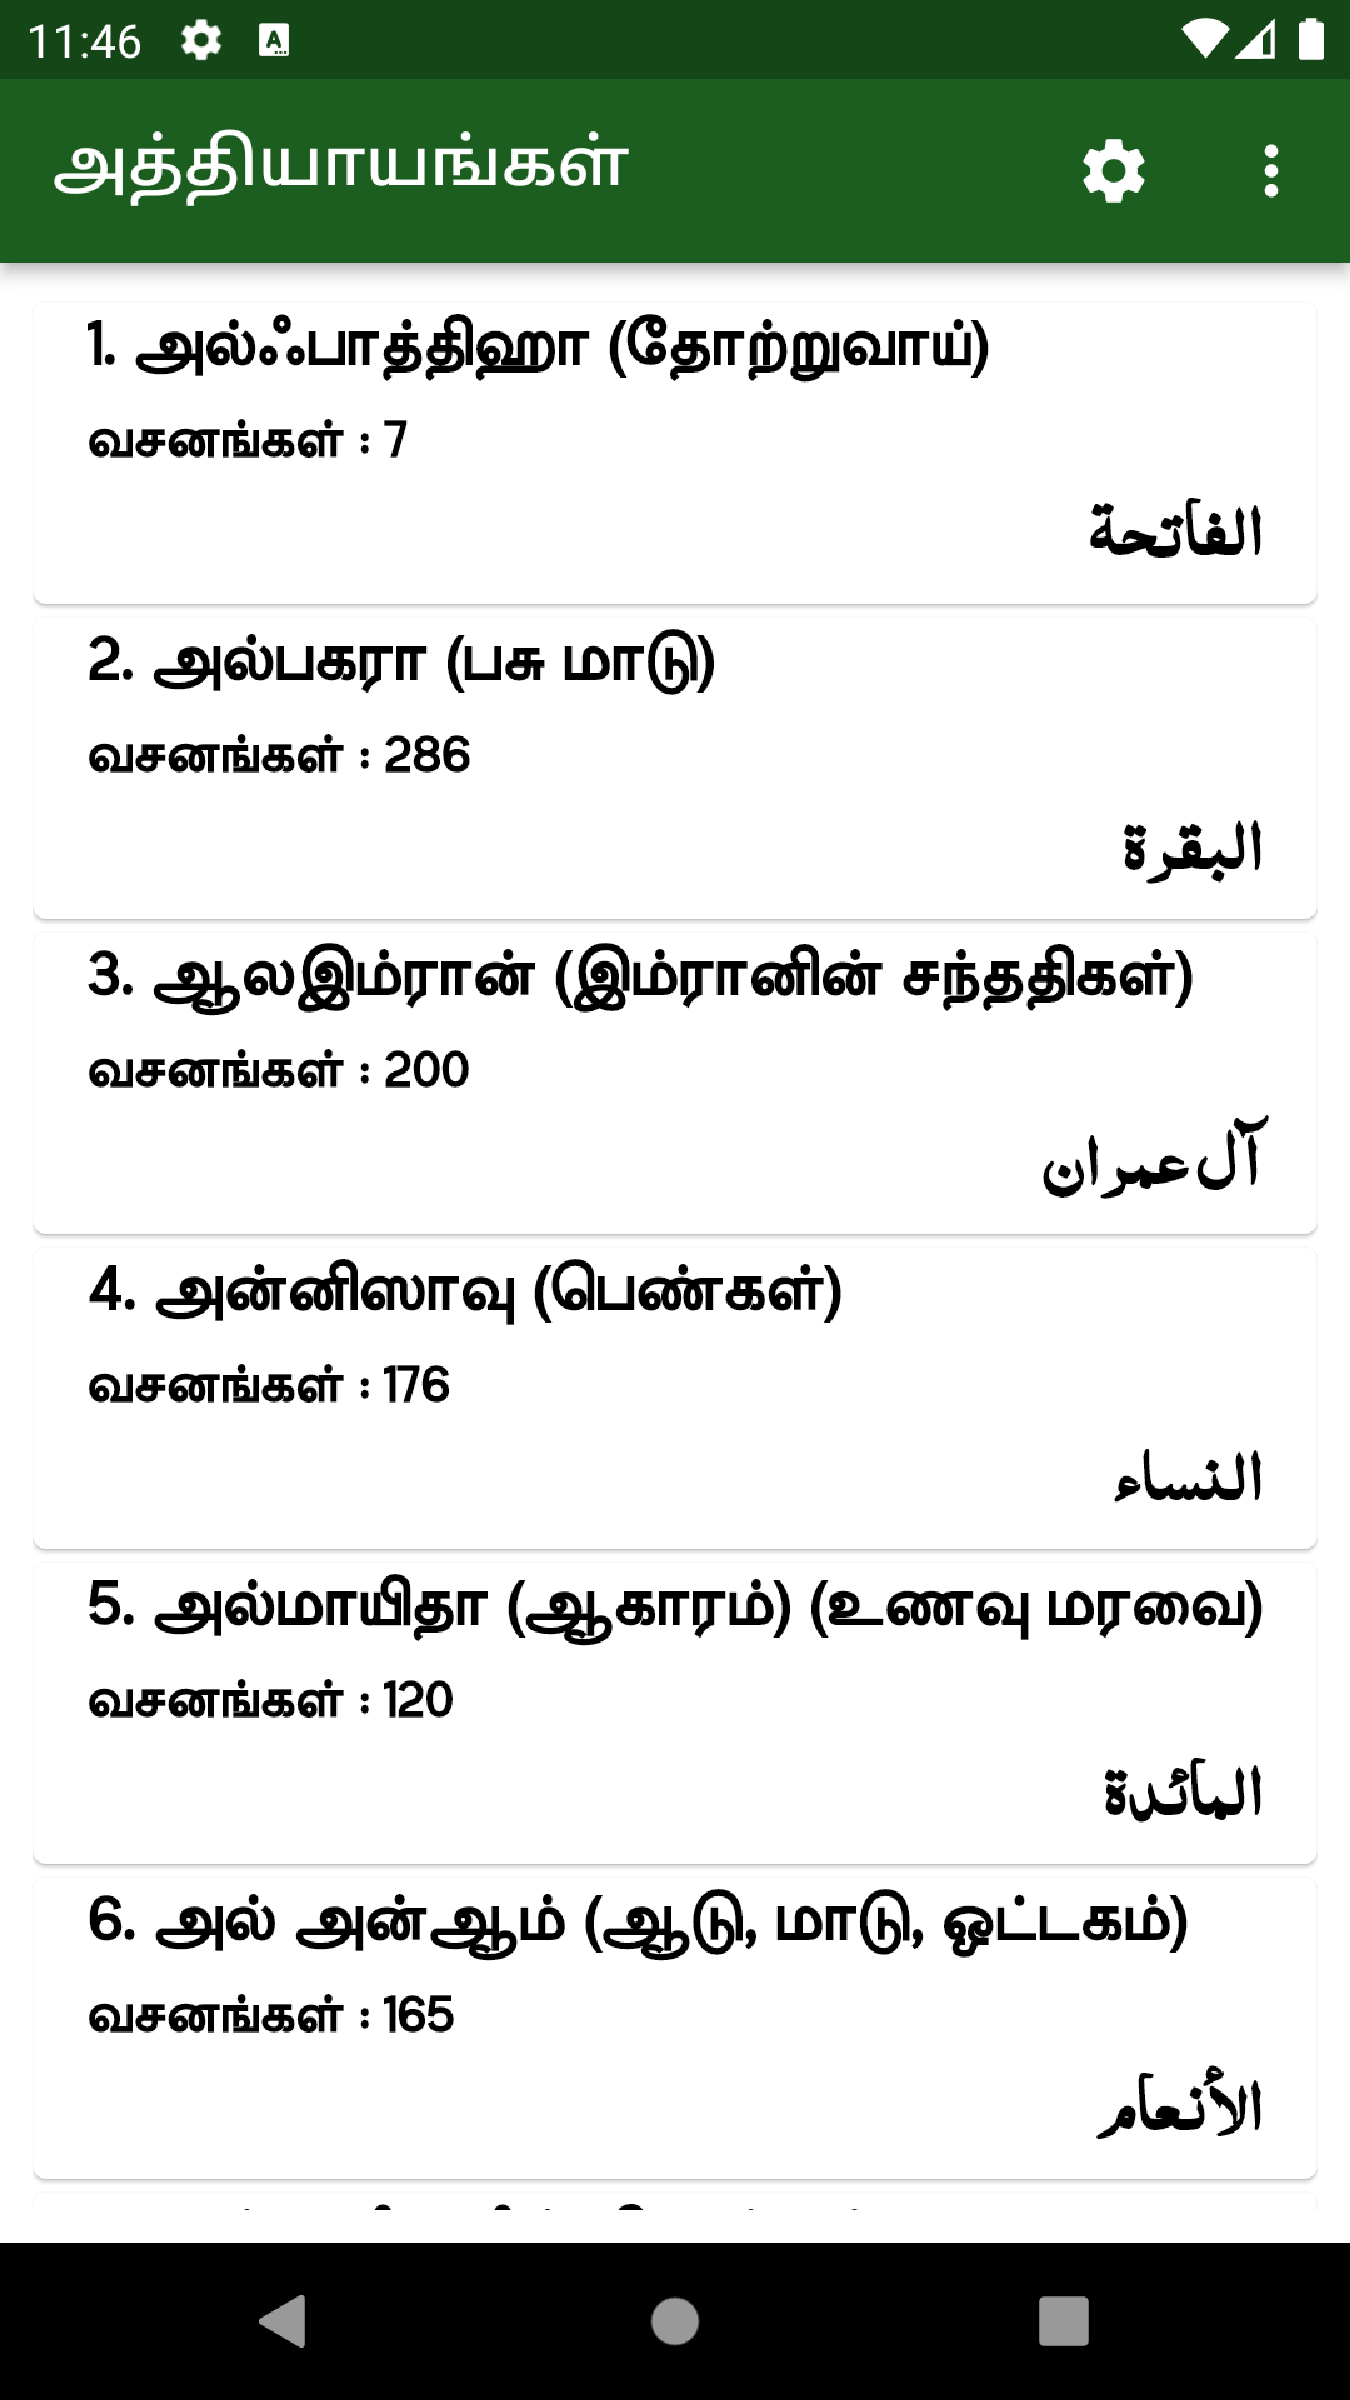 11:46
அத்தியாயங்கள்
1. அல்ஃபாத்திஹா (தோற்றுவாய்)
வசனங்கள் : 7
الفاتحة
2. அல்பகரா (பசு மாடு)
வசனங்கள் : 286
البقرة
3. ஆலஇம்ரான் (இம்ரானின் சந்ததிகள்)
வசனங்கள் : 200
آل عمران
4. அன்னிஸாவு (பெண்கள்)
வசனங்கள் : 176
النساء
5. அல்மாயிதா (ஆகாரம்) (உணவு மரவை)
வசனங்கள் : 120
المائدة
6. அல் அன்ஆம் (ஆடு, மாடு, ஒட்டகம்)
வசனங்கள் : 165
الأنعام